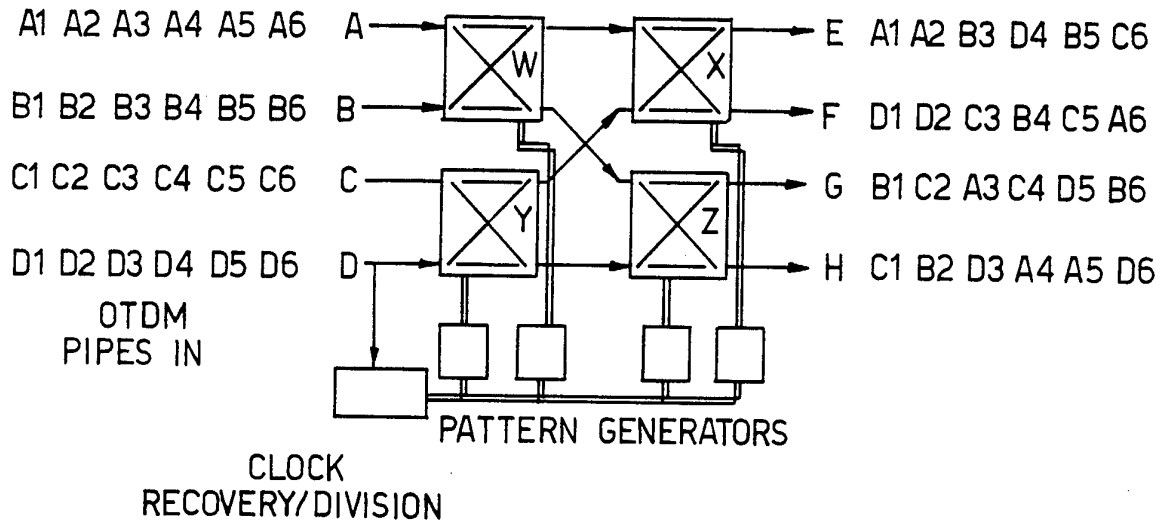 A1 A2 A3 A4 A5 A6 A W X E A1 A2 B3 D4 B5 C6
B1 B2 B3 B4 B5 B6 B F D1 D2 C3 B4 C5 A6
C1 C2 C3 C4 C5 C6 C Y Z G B1 C2 A3 C4 D5 B6
D1 D2 D3 D4 D5 D6 D H C1 B2 D3 A4 A5 D6
OTDM
PIPES IN
PATTERN GENERATORS
CLOCK
RECOVERY/DIVISION